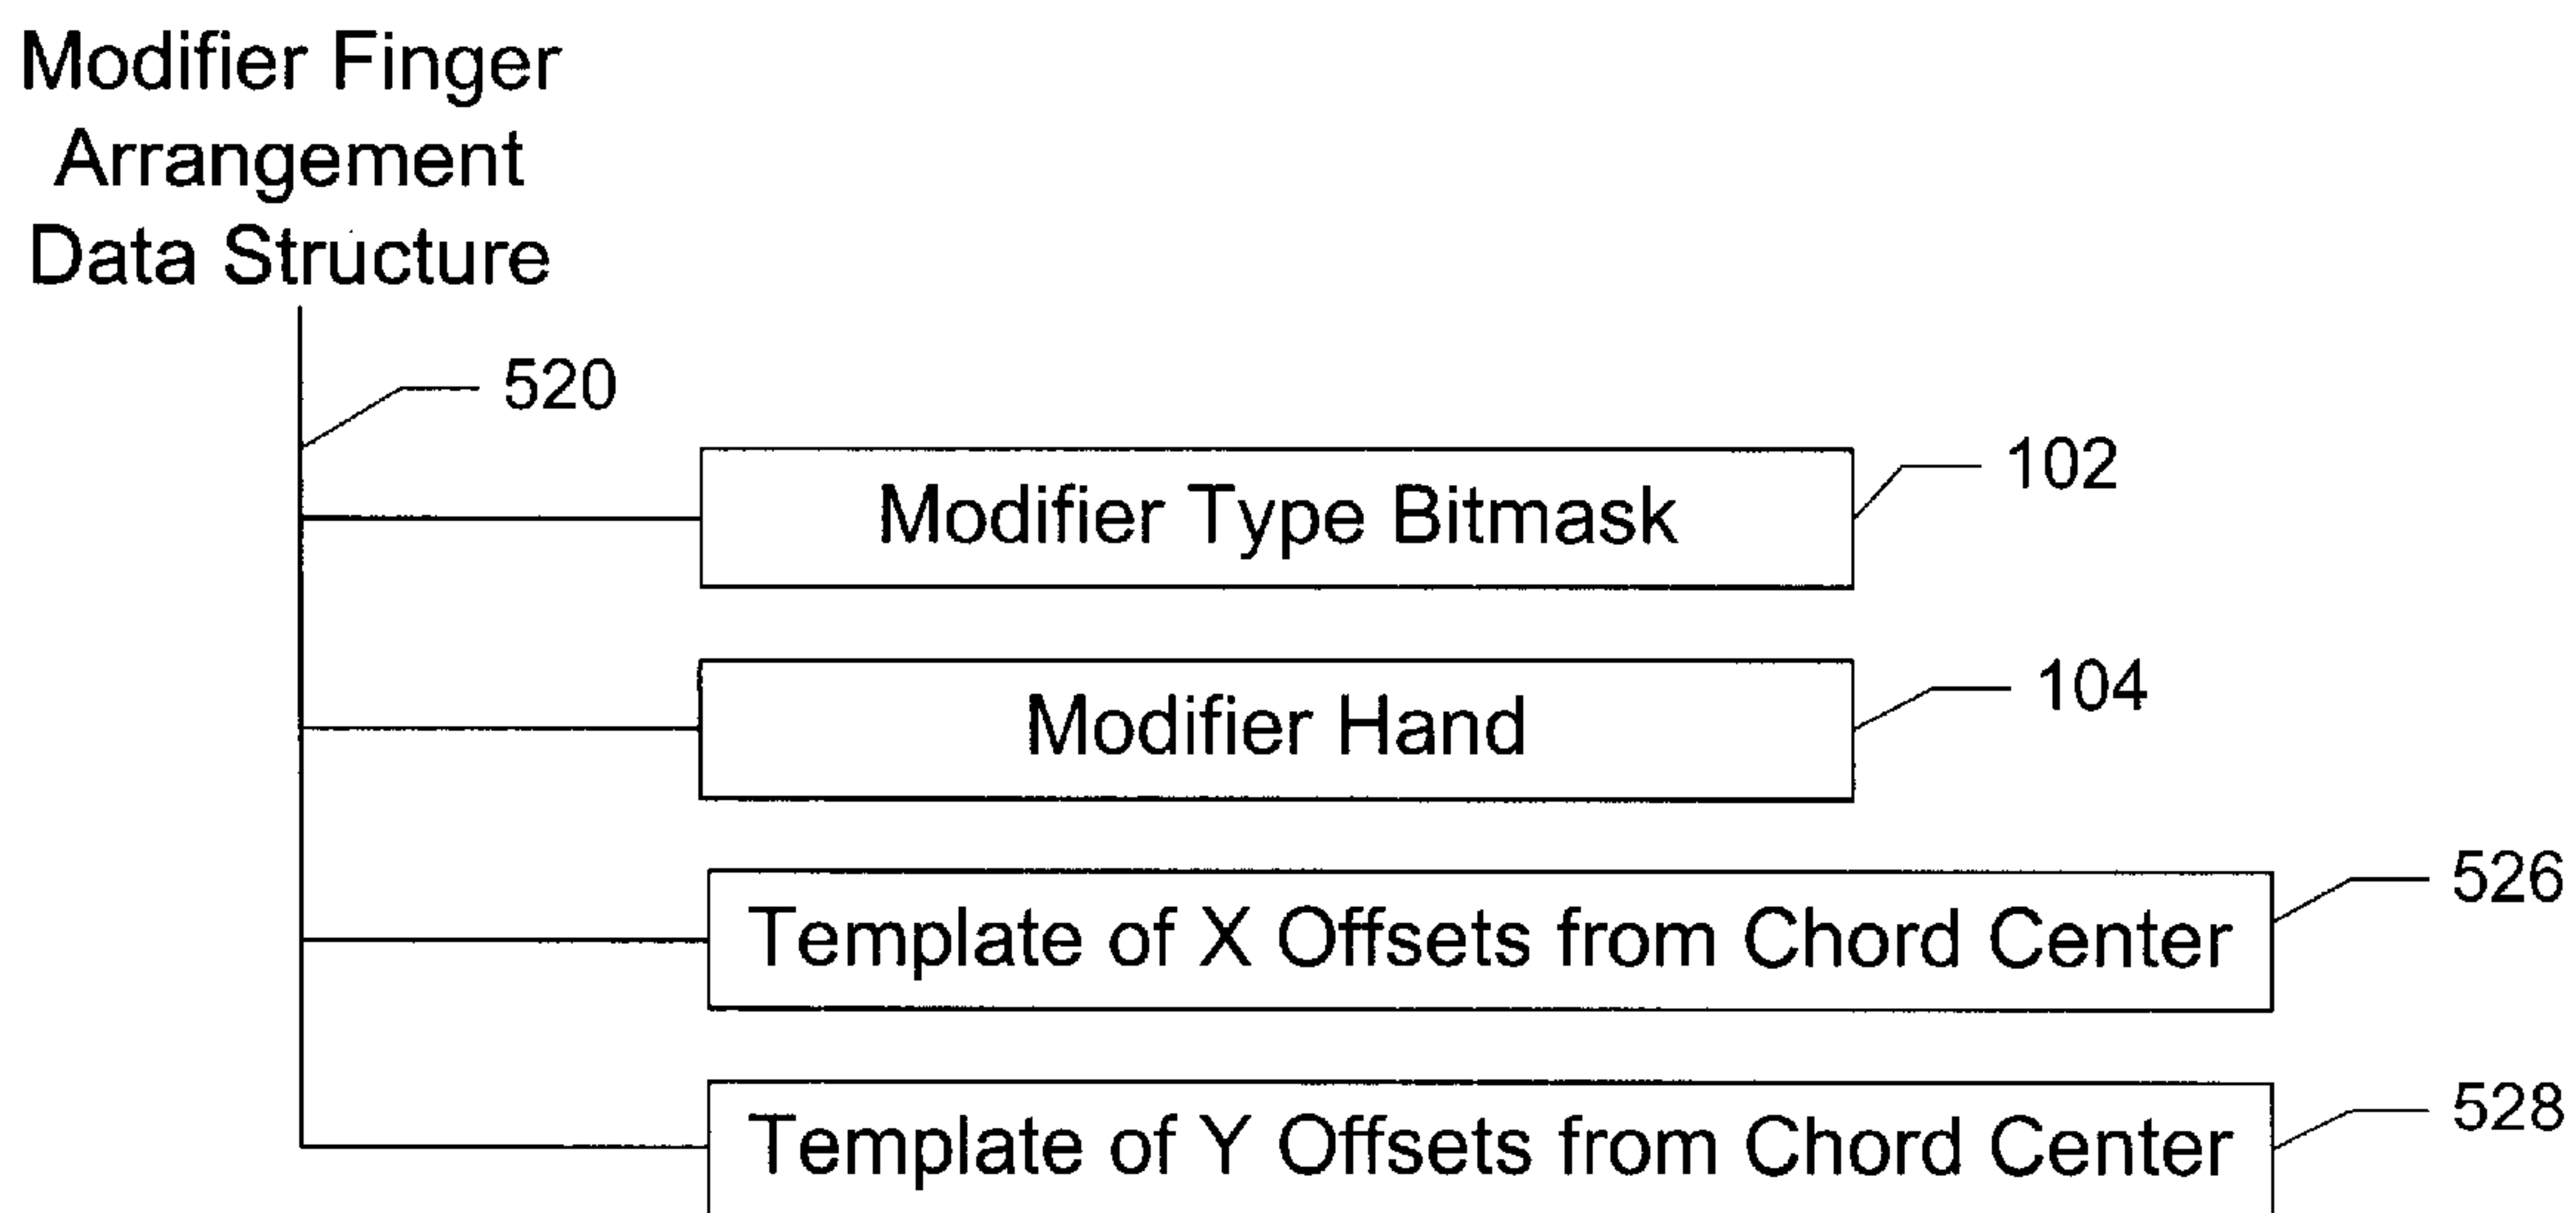 Modifier Finger
Arrangement
Data Structure
520
Modifier Type Bitmask
102
Modifier Hand
104
Template of X Offsets from Chord Center
526
Template of Y Offsets from Chord Center
528